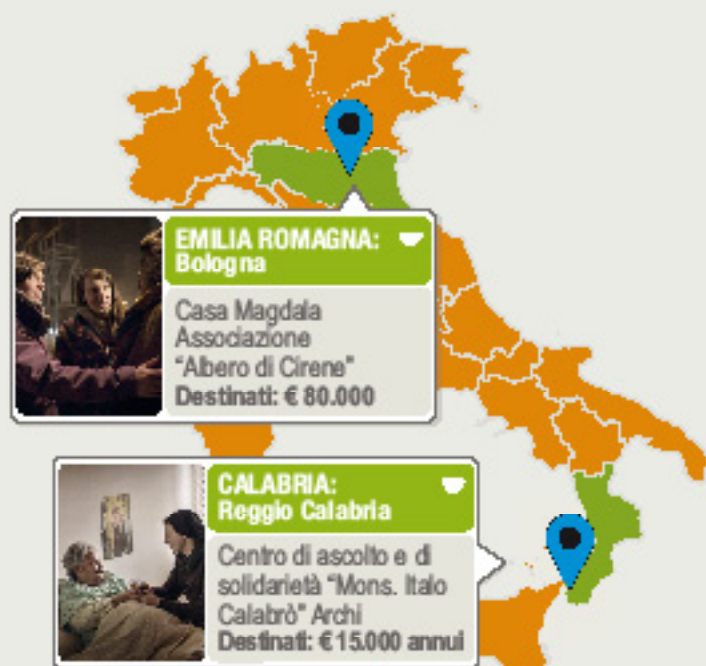 EMILIA ROMAGNA:
Bologna
Casa Magdala
Associazione
“Albero di Cirene”
Destinati: € 80.000
CALABRIA:
Reggio Calabria
Centro di ascolto e di
solidarietà “Mons. Italo
Calabrò” Archi
Destinati: € 15.000 annui